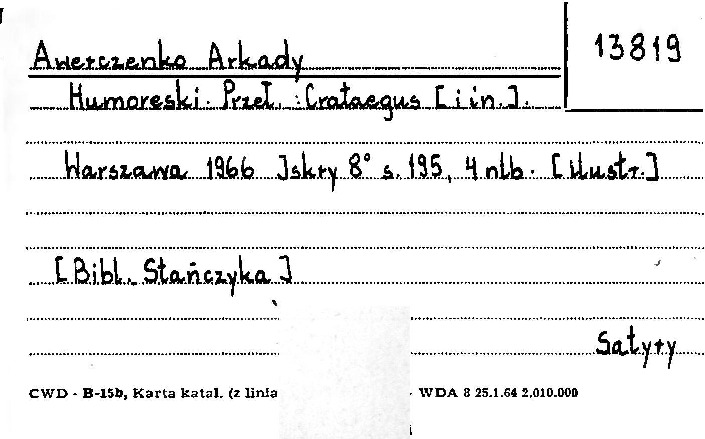 13819
Awerczenko Arkady
Humoreski. Przeł. : Crataegus [i in.].
Warszawa 1966 Iskry 8° s. 195, 4 nlb. [ilustr.]
[Bibl. Stańczyka]
Satyry
CWD - B-15b, Karta katal. (z linia - WDA 8 25.1.64 2,010.000